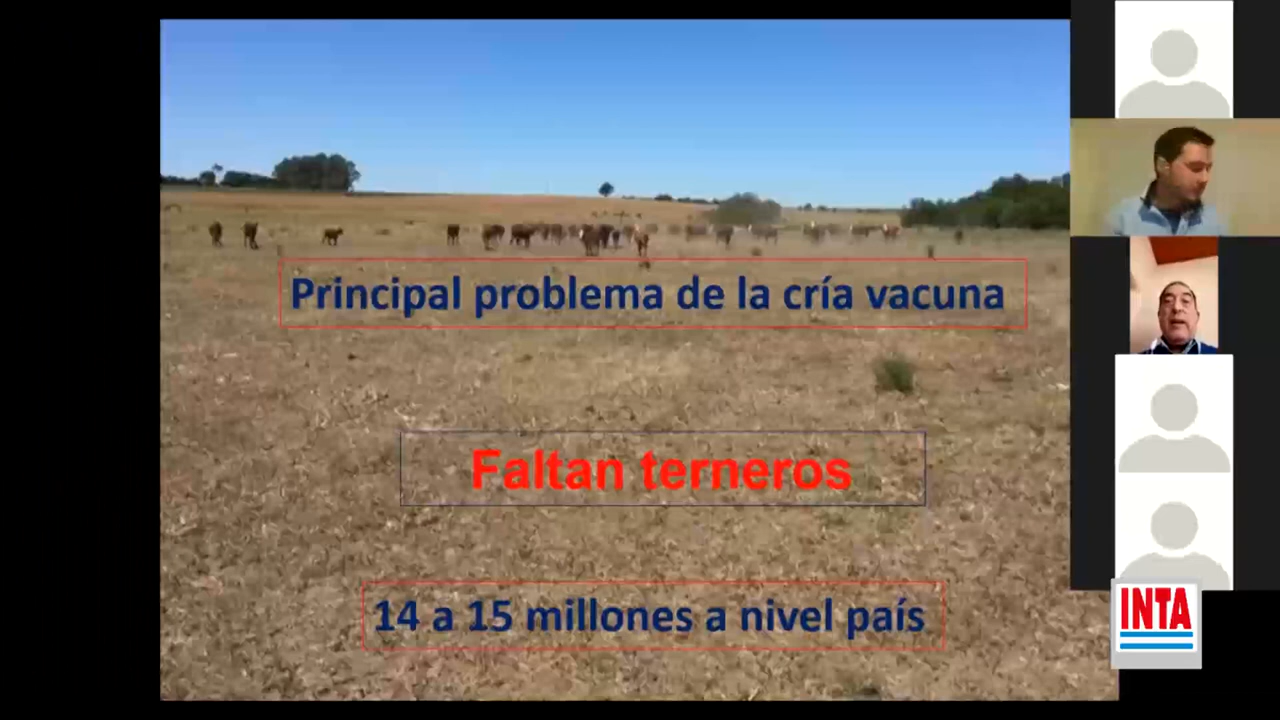 Principal problema de la cría vacuna
Faltan terneros
14 a 15 millones a nivel país
INTA